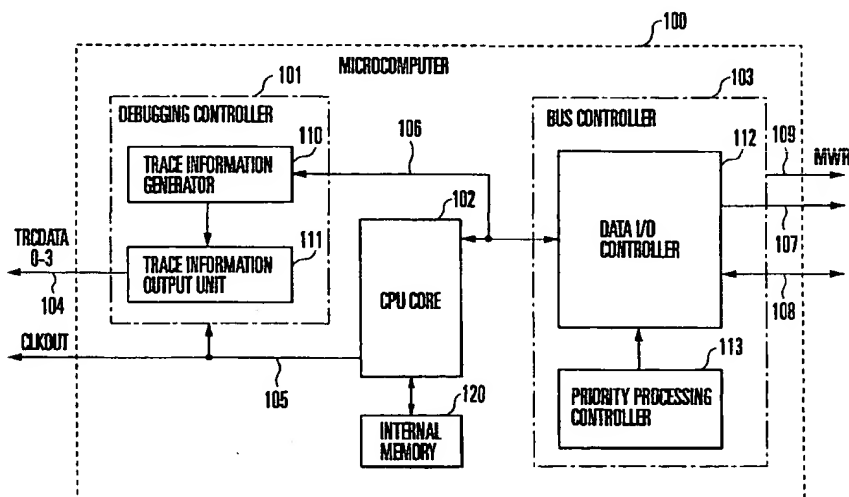 100
MICROCOMPUTER
101
DEBUGGING CONTROLLER
110
TRACE INFORMATION
GENERATOR
111
TRACE INFORMATION
OUTPUT UNIT
TRCDATA
0-3
104
CLKOUT
105
106
102
CPU CORE
120
INTERNAL
MEMORY
103
BUS CONTROLLER
112
DATA I/O
CONTROLLER
113
PRIORITY PROCESSING
CONTROLLER
109
MWR
107
108